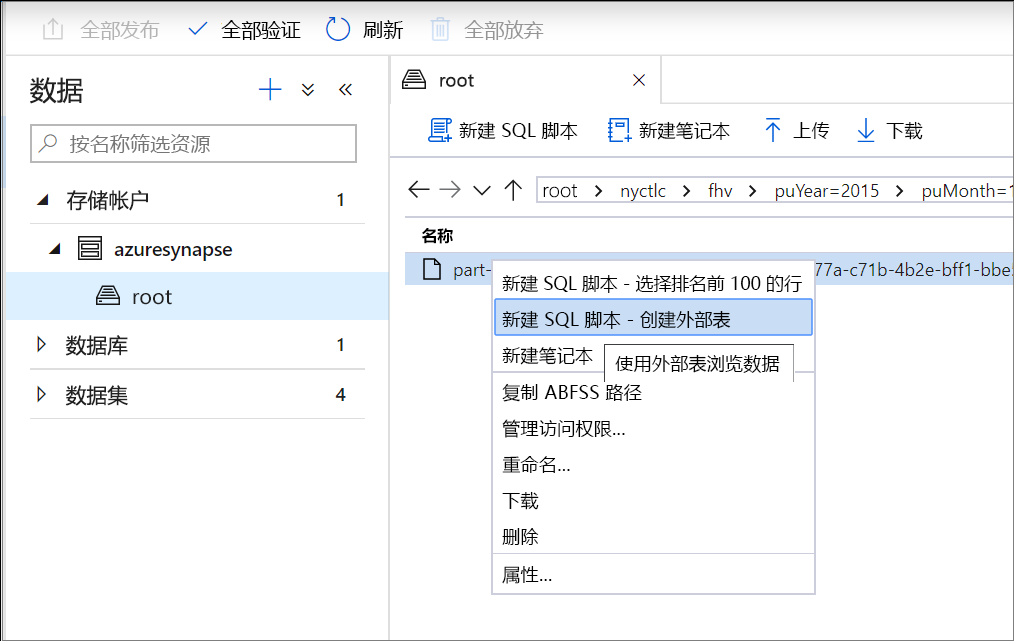 全部发布 全部验证 刷新 全部放弃
数据
按名称筛选资源
存储帐户 1
azuresynapse
root
数据库 1
数据集 4
root
新建 SQL 脚本 新建笔记本 上传 下载
root nyctlc fhv puYear=2015 puMonth=1
名称
part- 77a-c71b-4b2e-bff1-bbe
新建 SQL 脚本 - 选择排名前 100 的行
新建 SQL 脚本 - 创建外部表
新建笔记本
使用外部表浏览数据
复制 ABFSS 路径
管理访问权限...
重命名...
下载
删除
属性...